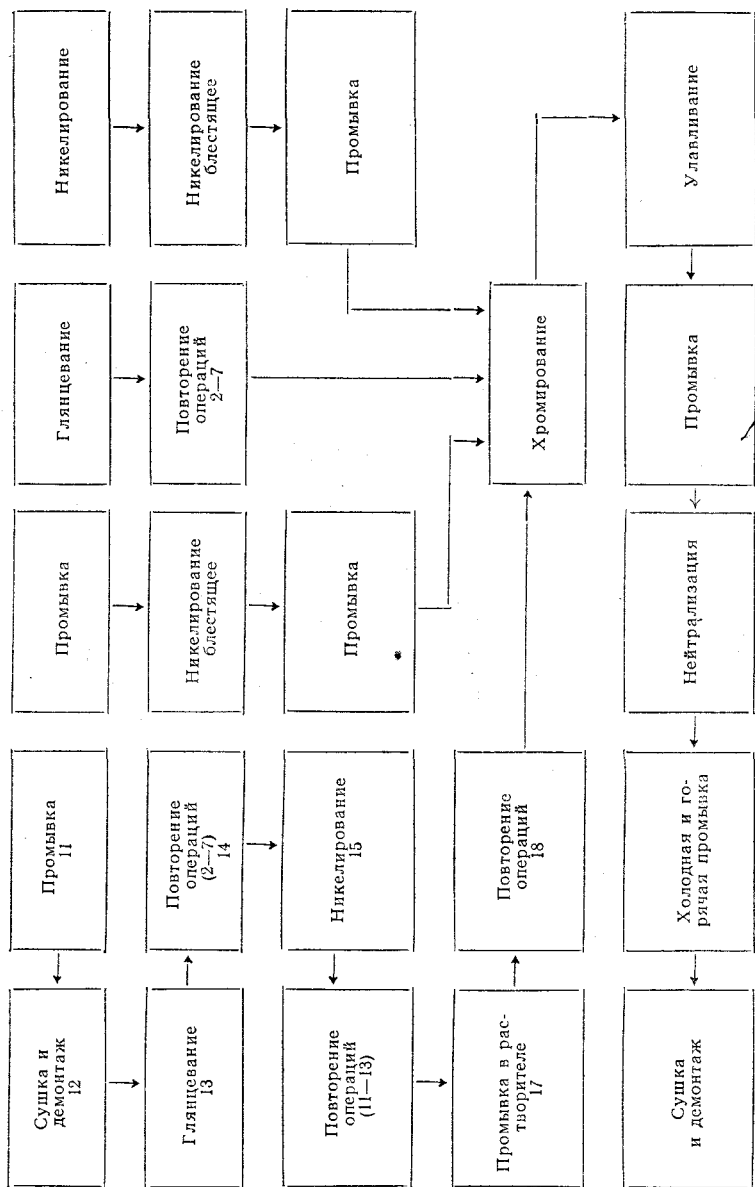 Сушка и
демонтаж
12
Промывка
11
Промывка
Глянцевание
Никелирование
Глянцевание
13
Повторение
операций
(2—7)
14
Никелирование
блестящее
Повторение
операций
2—7
Никелирование
блестящее
Повторение
операций
(11—13)
Никелирование
15
Промывка
Промывка
Промывка в рас-
творителе
17
Повторение
операций
18
Хромирование
Сушка
и демонтаж
Холодная и го-
рячая промывка
Нейтрализация
Промывка
Улавливание